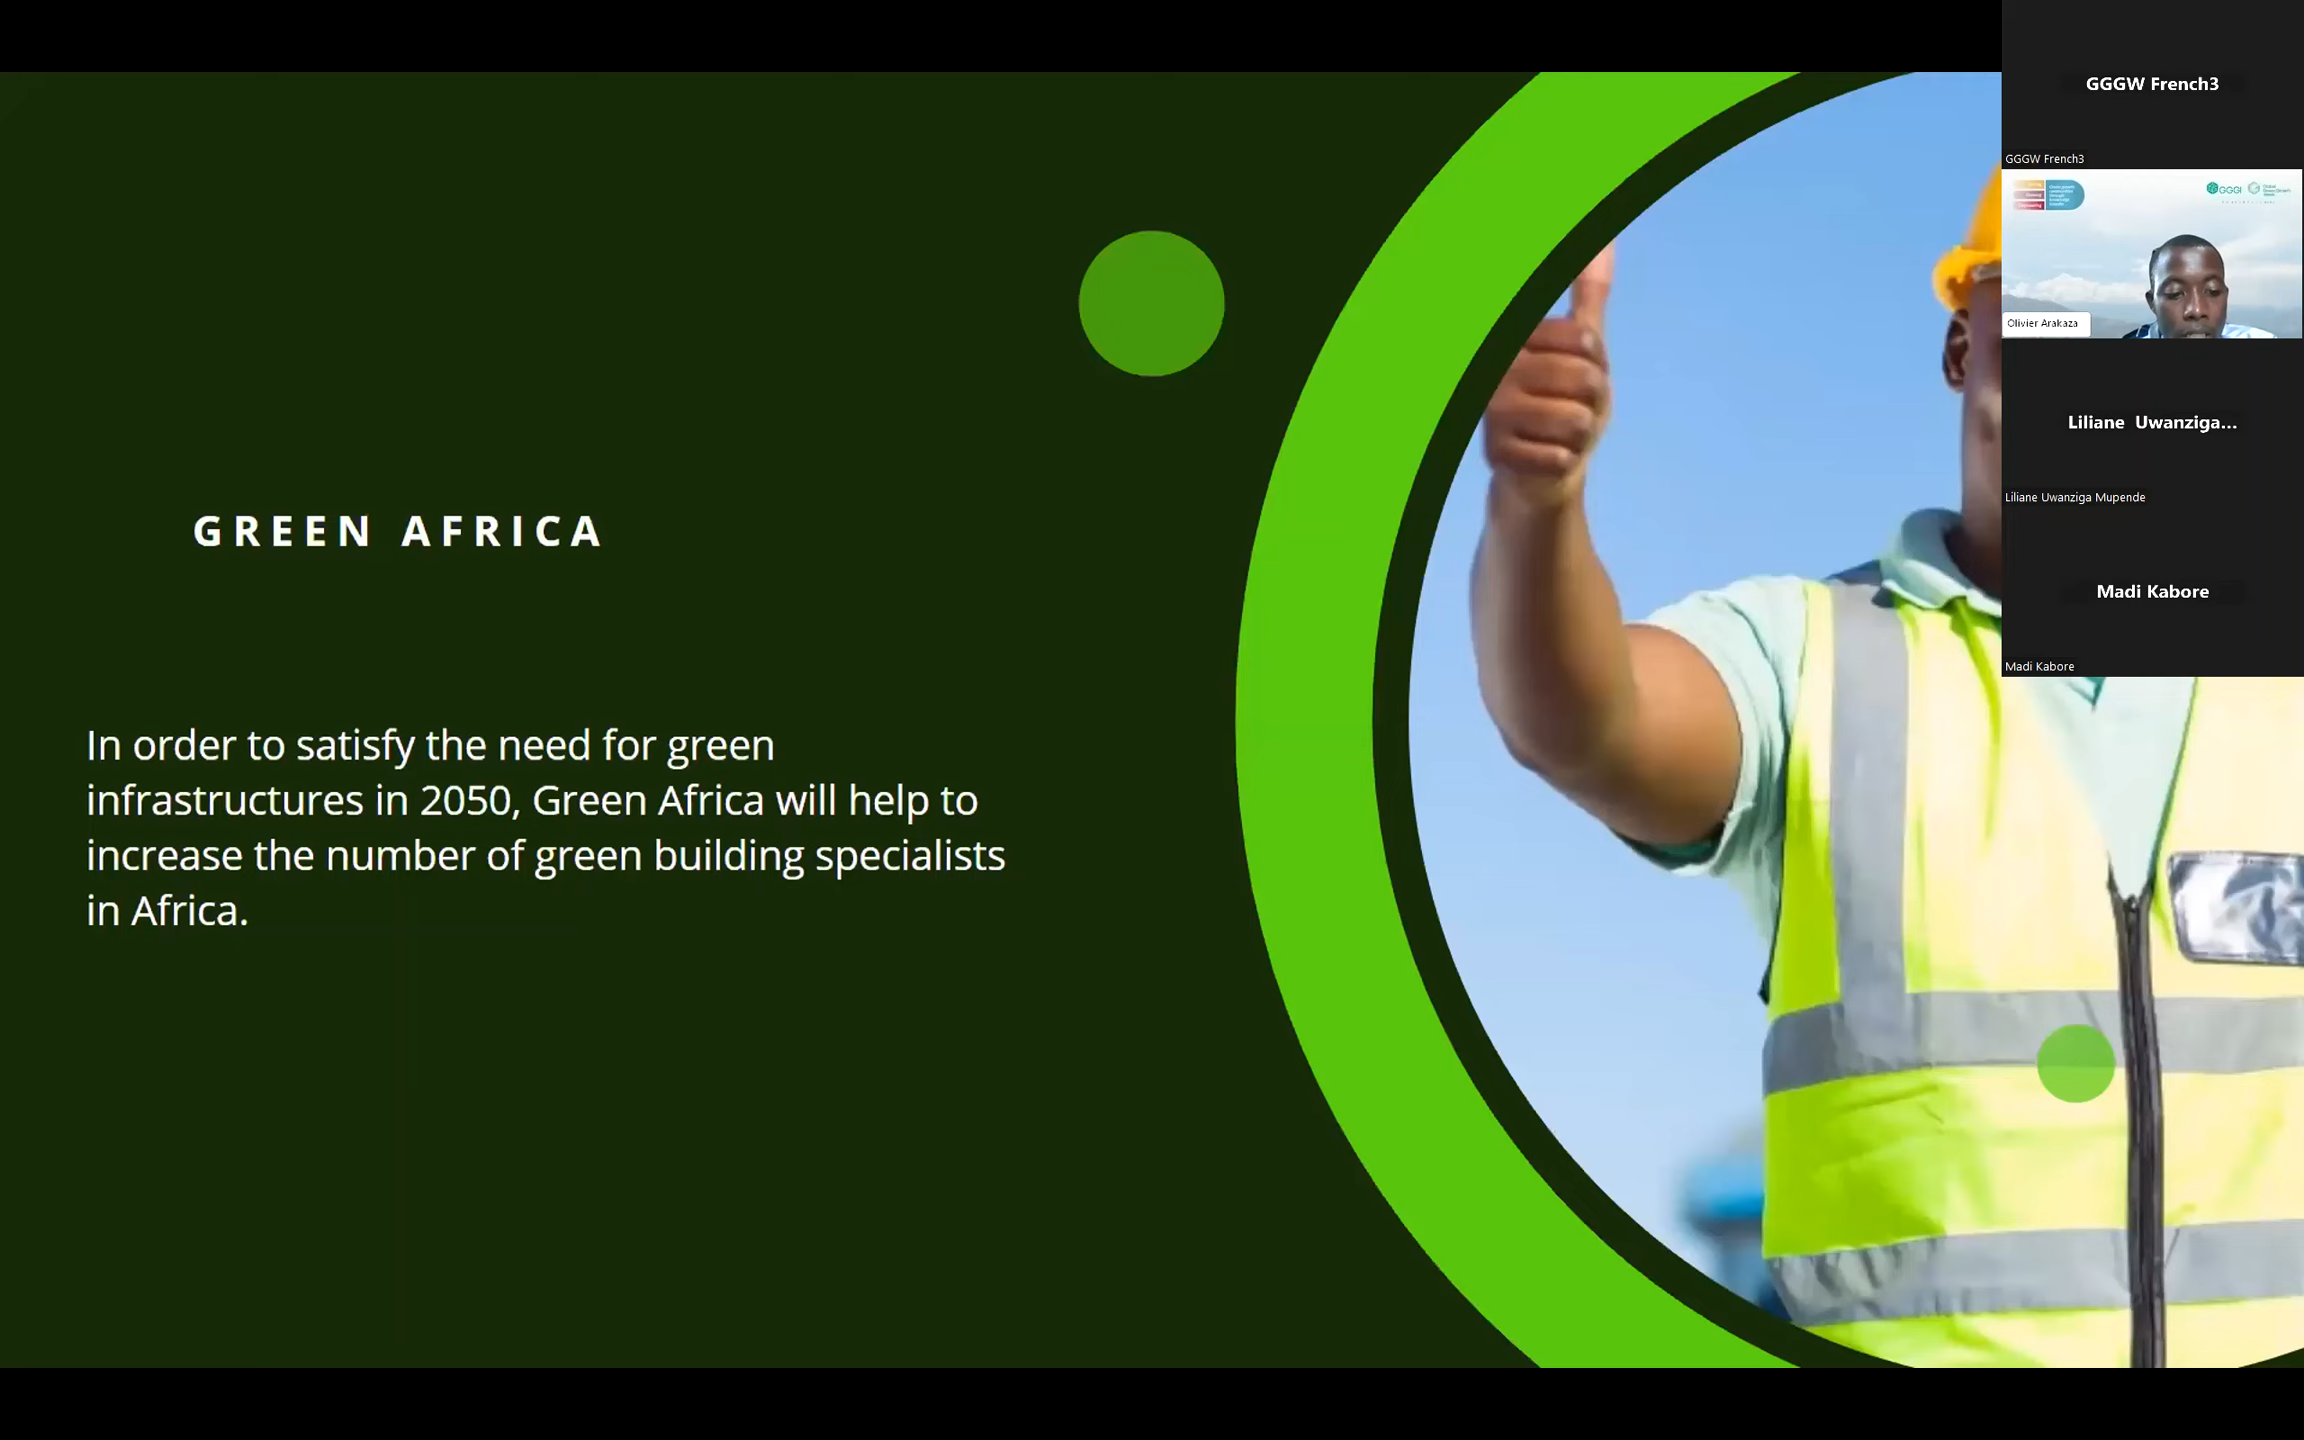 GREEN AFRICA
In order to satisfy the need for green
infrastructures in 2050, Green Africa will help to
increase the number of green building specialists
in Africa.
GGGW French3
GGGW French3
GGGI
Olivier Arakaza
Liliane Uwanziga...
Liliane Uwanziga Mupende
Madi Kabore
Madi Kabore